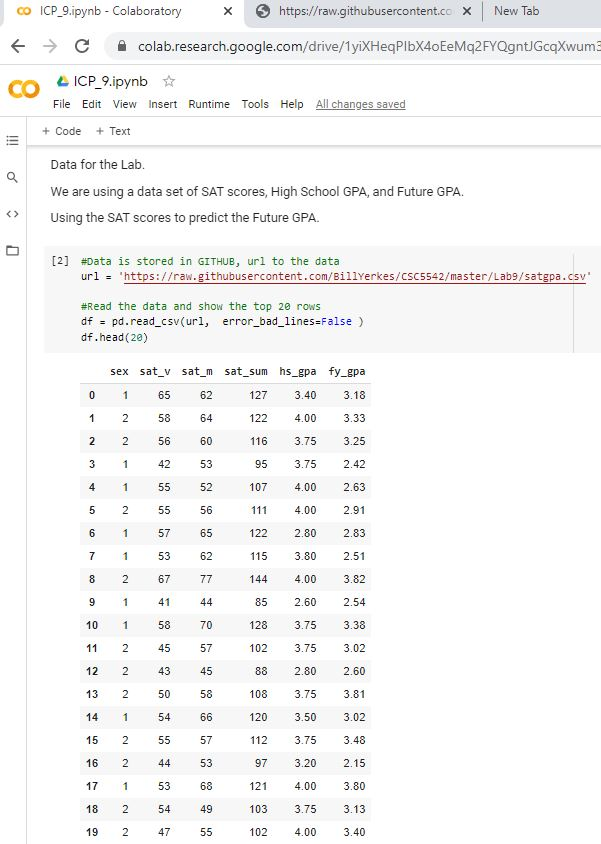 ICP_9.ipynb - Colaboratory
https://raw.githubusercontent.co
New Tab
colab.research.google.com/drive/1yiXHeqPIbX4oEeMq2FYQgntJGcqXwum3
ICP_9.ipynb
File Edit View Insert Runtime Tools Help All changes saved
+ Code + Text
Data for the Lab.
We are using a data set of SAT scores, High School GPA, and Future GPA.
Using the SAT scores to predict the Future GPA.
[2] #Data is stored in GITHUB, url to the data
url = 'https://raw.githubusercontent.com/BillYerkes/CSC5542/master/Lab9/satgpa.csv'
#Read the data and show the top 20 rows
df = pd.read_csv(url, error_bad_lines=False )
df.head(20)
sex sat_v sat_m sat_sum hs_gpa fy_gpa
0 1 65 62 127 3.40 3.18
1 2 58 64 122 4.00 3.33
2 2 56 60 116 3.75 3.25
3 1 42 53 95 3.75 2.42
4 1 55 52 107 4.00 2.63
5 2 55 56 111 4.00 2.91
6 1 57 65 122 2.80 2.83
7 1 53 62 115 3.80 2.51
8 2 67 77 144 4.00 3.82
9 1 41 44 85 2.60 2.54
10 1 58 70 128 3.75 3.38
11 2 45 57 102 3.75 3.02
12 2 43 45 88 2.80 2.60
13 2 50 58 108 3.75 3.81
14 1 54 66 120 3.50 3.02
15 2 55 57 112 3.75 3.48
16 2 44 53 97 3.20 2.15
17 1 53 68 121 4.00 3.80
18 2 54 49 103 3.75 3.13
19 2 47 55 102 4.00 3.40